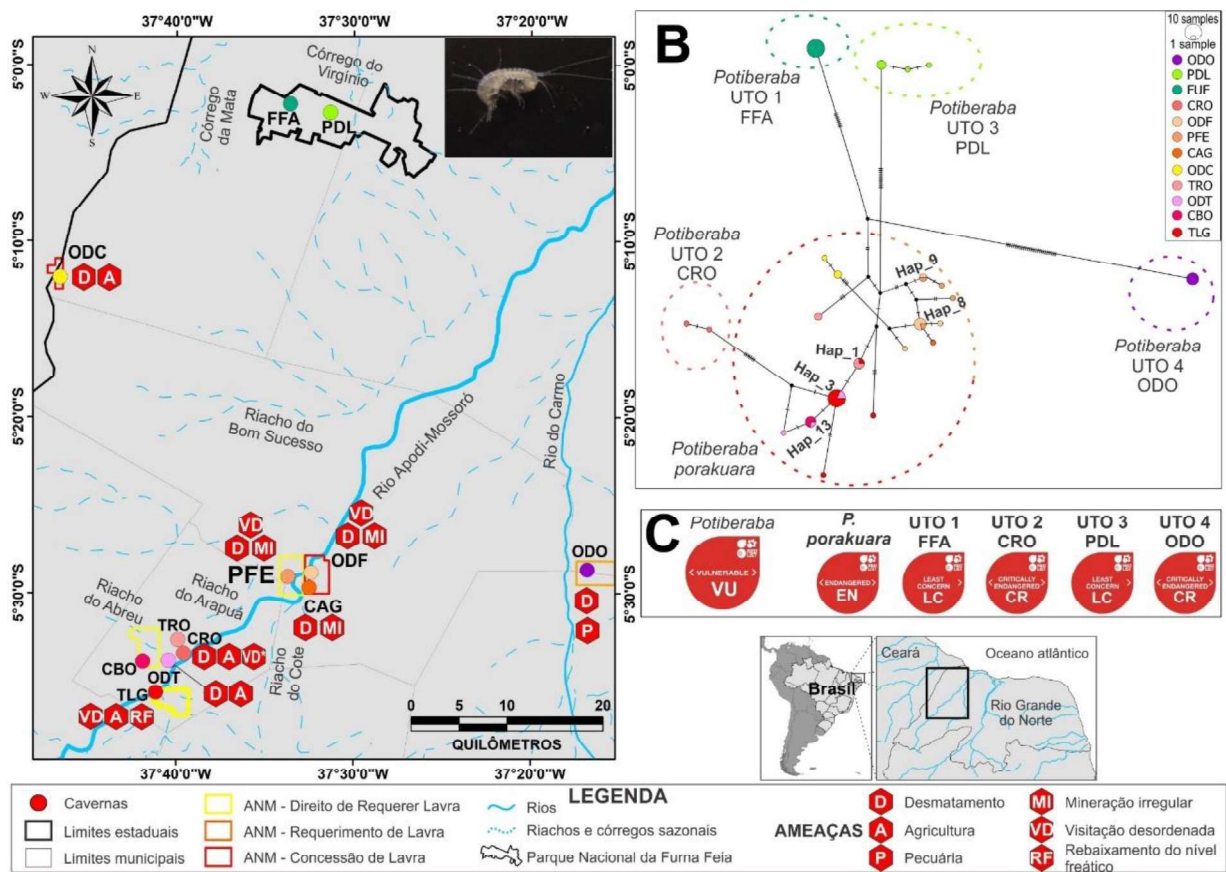 37°40'0"W
37°30'0"W
37°20'0"W
5°0'0"S
5°10'0"S
5°20'0"S
5°30'0"S
N
W
E
S
Córrego do
Virgínio
Córrego
da Mata
FFA
PDL
ODC
D
A
Riacho do
Bom Sucesso
Rio Apodi-Mossoró
Rio do Carmo
VD
D
MI
VD
D
MI
PFE
ODF
CAG
D
MI
ODO
D
P
Riacho
do Arapuá
Riacho
do Abreu
Riacho
do Cote
TRO
CRO
D
A
VD*
CBO
ODT
D
A
TLG
VD
A
RF
0
5
10
20
QUILÔMETROS
37°40'0"W
37°30'0"W
37°20'0"W
5°0'0"S
5°10'0"S
5°20'0"S
5°30'0"S
B
Potiberaba
UTO 1
FFA
Potiberaba
UTO 3
PDL
Potiberaba
UTO 2
CRO
Potiberaba
UTO 4
ODO
Hap_9
Hap_8
Hap_1
Hap_3
Hap_13
Potiberaba
porakuara
10 samples
1 sample
ODO
PDL
FUF
CRO
ODF
PFE
CAG
ODC
TRO
ODT
CBO
TLG
C
Potiberaba
< VULNERABLE >
VU
P.
porakuara
< ENDANGERED >
EN
UTO 1
FFA
LEAST
< CONCERN >
LC
UTO 2
CRO
CRITICALLY
< ENDANGERED >
CR
UTO 3
PDL
LEAST
< CONCERN >
LC
UTO 4
ODO
CRITICALLY
< ENDANGERED >
CR
Brasil
Ceará
Oceano atlântico
Rio Grande
do Norte
LEGENDA
Cavernas
Limites estaduais
Limites municipais
ANM - Direito de Requerer Lavra
ANM - Requerimento de Lavra
ANM - Concessão de Lavra
Rios
Riachos e córregos sazonais
Parque Nacional da Furna Feia
AMEAÇAS
D Desmatamento
A Agricultura
P Pecuária
MI Mineração irregular
VD Visitação desordenada
RF Rebaixamento do nível
freático